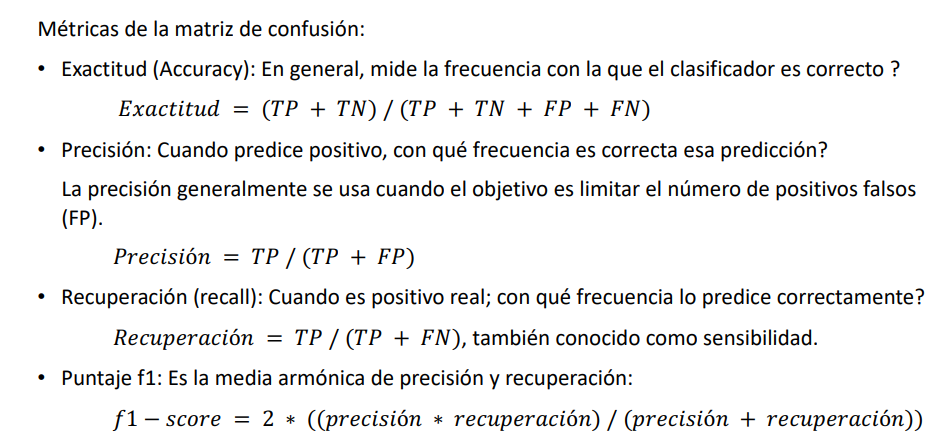 Métricas de la matriz de confusión:
• Exactitud (Accuracy): En general, mide la frecuencia con la que el clasificador es correcto ?
Exactitud = (TP + TN) / (TP + TN + FP + FN)
• Precisión: Cuando predice positivo, con qué frecuencia es correcta esa predicción?
La precisión generalmente se usa cuando el objetivo es limitar el número de positivos falsos
(FP).
Precisión = TP / (TP + FP)
• Recuperación (recall): Cuando es positivo real; con qué frecuencia lo predice correctamente?
Recuperación = TP / (TP + FN), también conocido como sensibilidad.
• Puntaje f1: Es la media armónica de precisión y recuperación:
f1 − score = 2 * ((precisión * recuperación) / (precisión + recuperación))